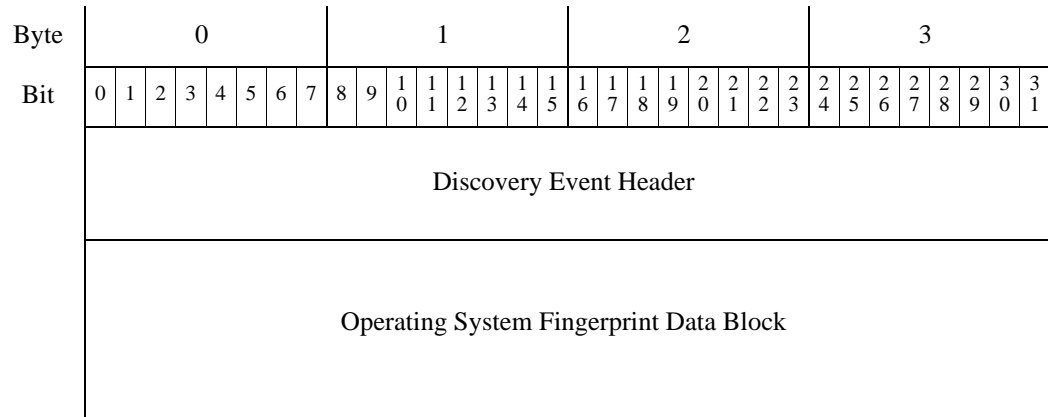 Byte 0 1 2 3
Bit 0 1 2 3 4 5 6 7 8 9 10 11 12 13 14 15 16 17 18 19 20 21 22 23 24 25 26 27 28 29 30 31
Discovery Event Header
Operating System Fingerprint Data Block